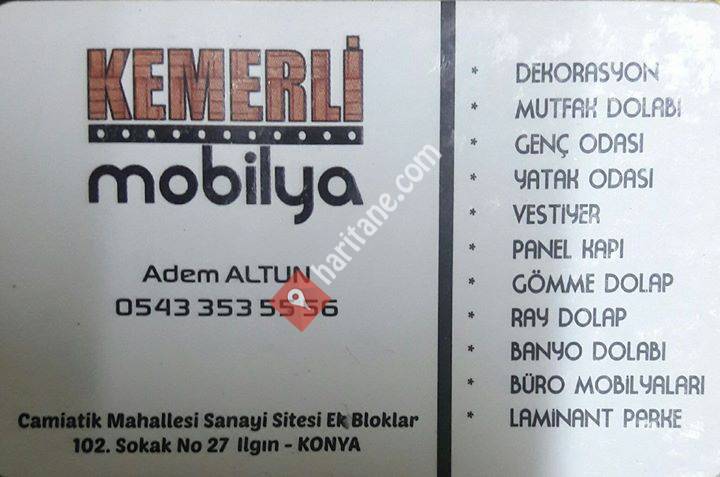 KEMERLİ
mobilya
Adem ALTUN
0543 353 55 56
Camiatik Mahallesi Sanayi Sitesi Ek Bloklar
102. Sokak No 27 Ilgın - KONYA
* DEKORASYON
* MUTFAK DOLABI
* GENÇ ODASI
* YATAK ODASI
* VESTİYER
* PANEL KAPI
* GÖMME DOLAP
* RAY DOLAP
* BANYO DOLABI
* BÜRO MOBİLYALARI
* LAMİNANT PARKE
haritane.com